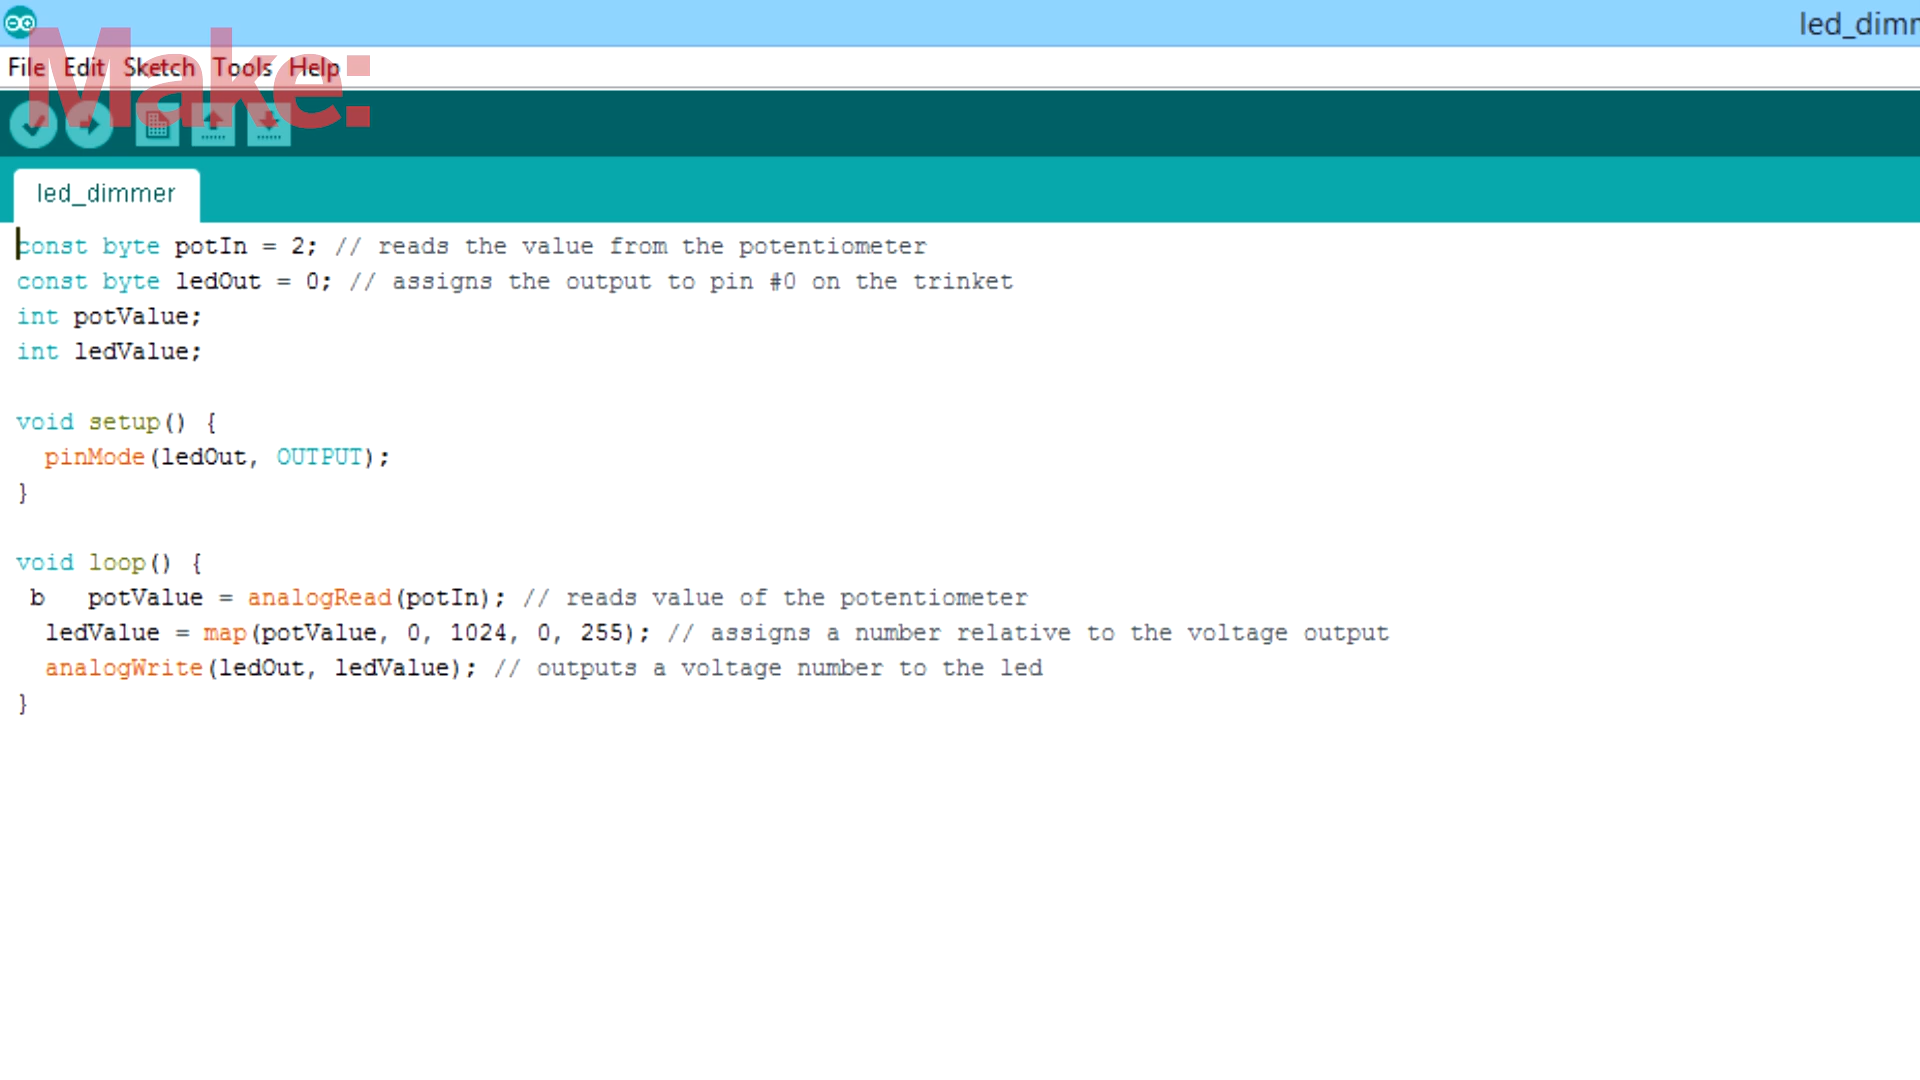 led_dimm
Make:
File Edit Sketch Tools Help
led_dimmer
const byte potIn = 2; // reads the value from the potentiometer
const byte ledOut = 0; // assigns the output to pin #0 on the trinket
int potValue;
int ledValue;
void setup() {
pinMode(ledOut, OUTPUT);
}
void loop() {
b potValue = analogRead(potIn); // reads value of the potentiometer
ledValue = map(potValue, 0, 1024, 0, 255); // assigns a number relative to the voltage output
analogWrite(ledOut, ledValue); // outputs a voltage number to the led
}